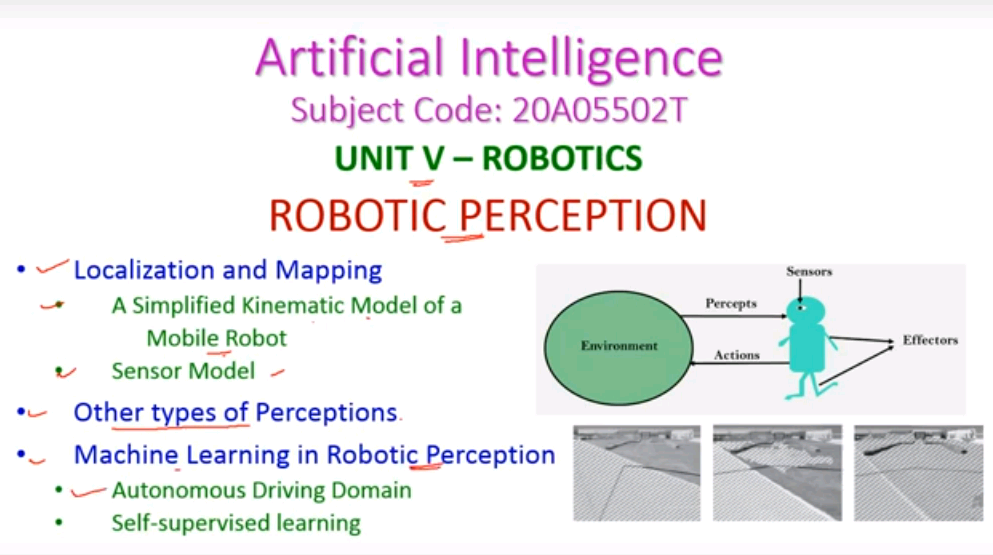 Artificial Intelligence
Subject Code: 20A05502T
UNIT V – ROBOTICS
ROBOTIC PERCEPTION
• Localization and Mapping
• A Simplified Kinematic Model of a
Mobile Robot
• Sensor Model
• Other types of Perceptions.
• Machine Learning in Robotic Perception
• Autonomous Driving Domain
• Self-supervised learning
Sensors
Percepts
Environment
Effectors
Actions